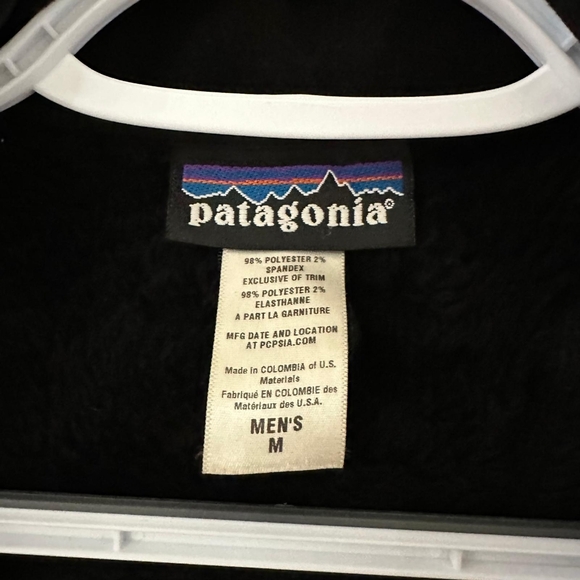 patagonia®
98% POLYESTER 2%
SPANDEX
EXCLUSIVE OF TRIM
98% POLYESTER 2%
ELASTHANNE
A PART LA GARNITURE
MFG DATE AND LOCATION
AT PCPSIA.COM
Made in COLOMBIA of U.S.
Materials
Fabriqué EN COLOMBIE des
Matériaux des U.S.A.
MEN'S
M